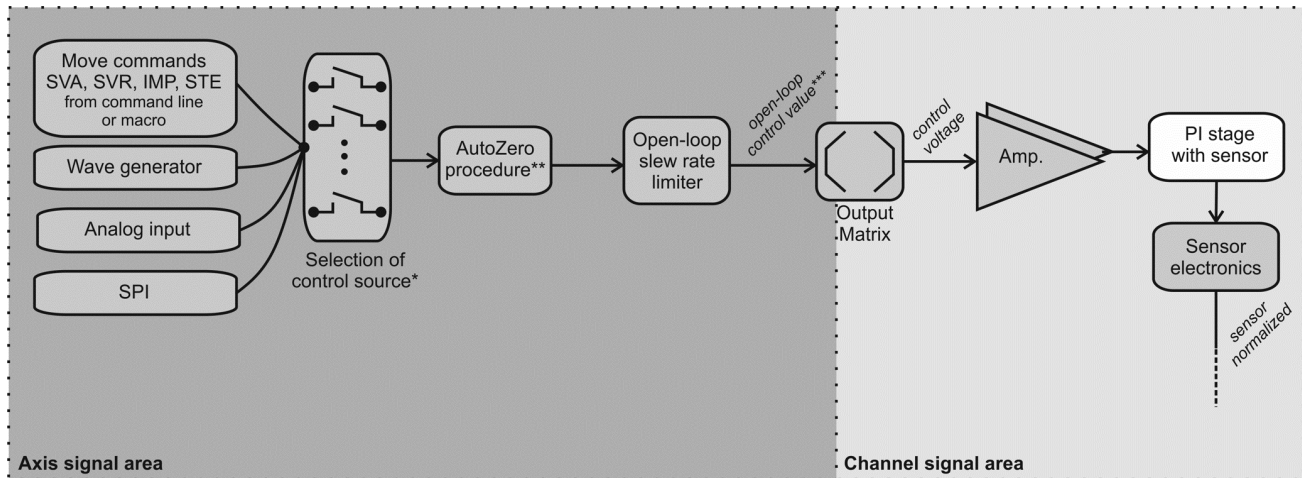 Move commands
SVA, SVR, IMP, STE
from command line
or macro
Wave generator
Analog input
SPI
Selection of
control source*
AutoZero
procedure**
Open-loop
slew rate
limiter
open-loop
control value***
Output
Matrix
control
voltage
Amp.
PI stage
with sensor
Sensor
electronics
sensor
normalized
Axis signal area
Channel signal area